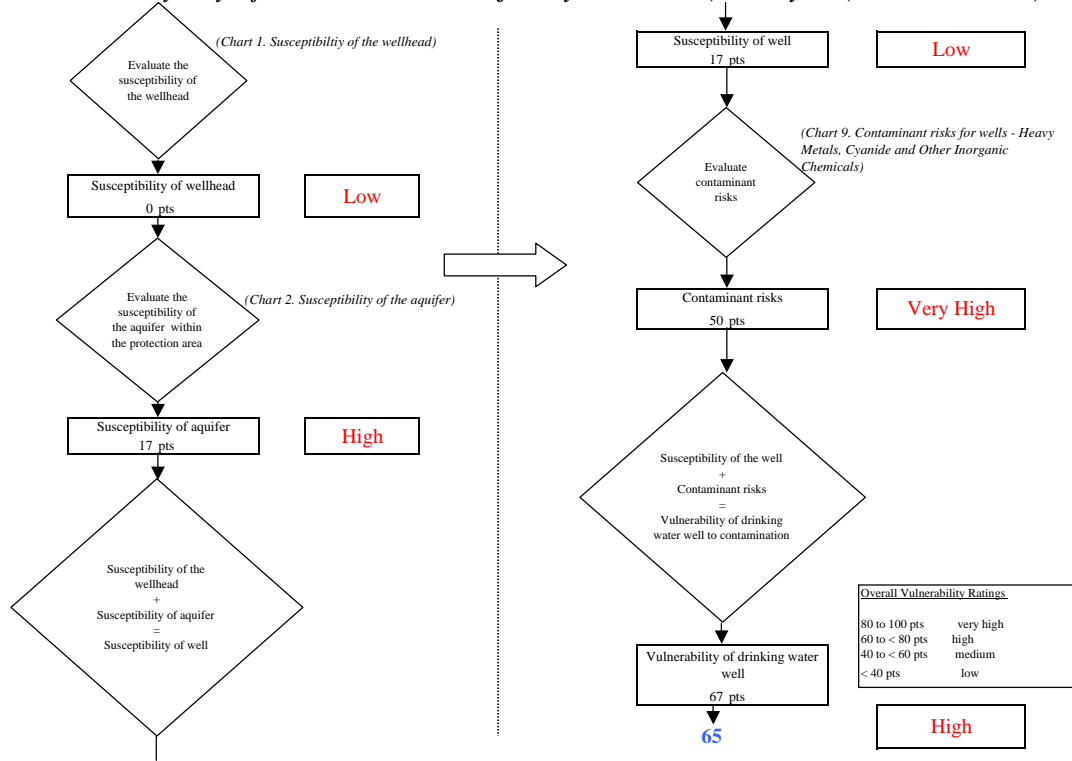 (Chart 1. Susceptibiltiy of the wellhead)
Evaluate the
susceptibility of
the wellhead
Susceptibility of wellhead
0 pts
Low
Evaluate the
susceptibility of
the aquifer within
the protection area
(Chart 2. Susceptibility of the aquifer)
Susceptibility of aquifer
17 pts
High
Susceptibility of the
wellhead
+
Susceptibility of aquifer
=
Susceptibility of well
Susceptibility of well
17 pts
Low
(Chart 9. Contaminant risks for wells - Heavy
Metals, Cyanide and Other Inorganic
Chemicals)
Evaluate
contaminant
risks
Contaminant risks
50 pts
Very High
Susceptibility of the well
+
Contaminant risks
=
Vulnerability of drinking
water well to contamination
Overall Vulnerability Ratings
80 to 100 pts very high
60 to < 80 pts high
40 to < 60 pts medium
< 40 pts low
Vulnerability of drinking water
well
67 pts
65
High